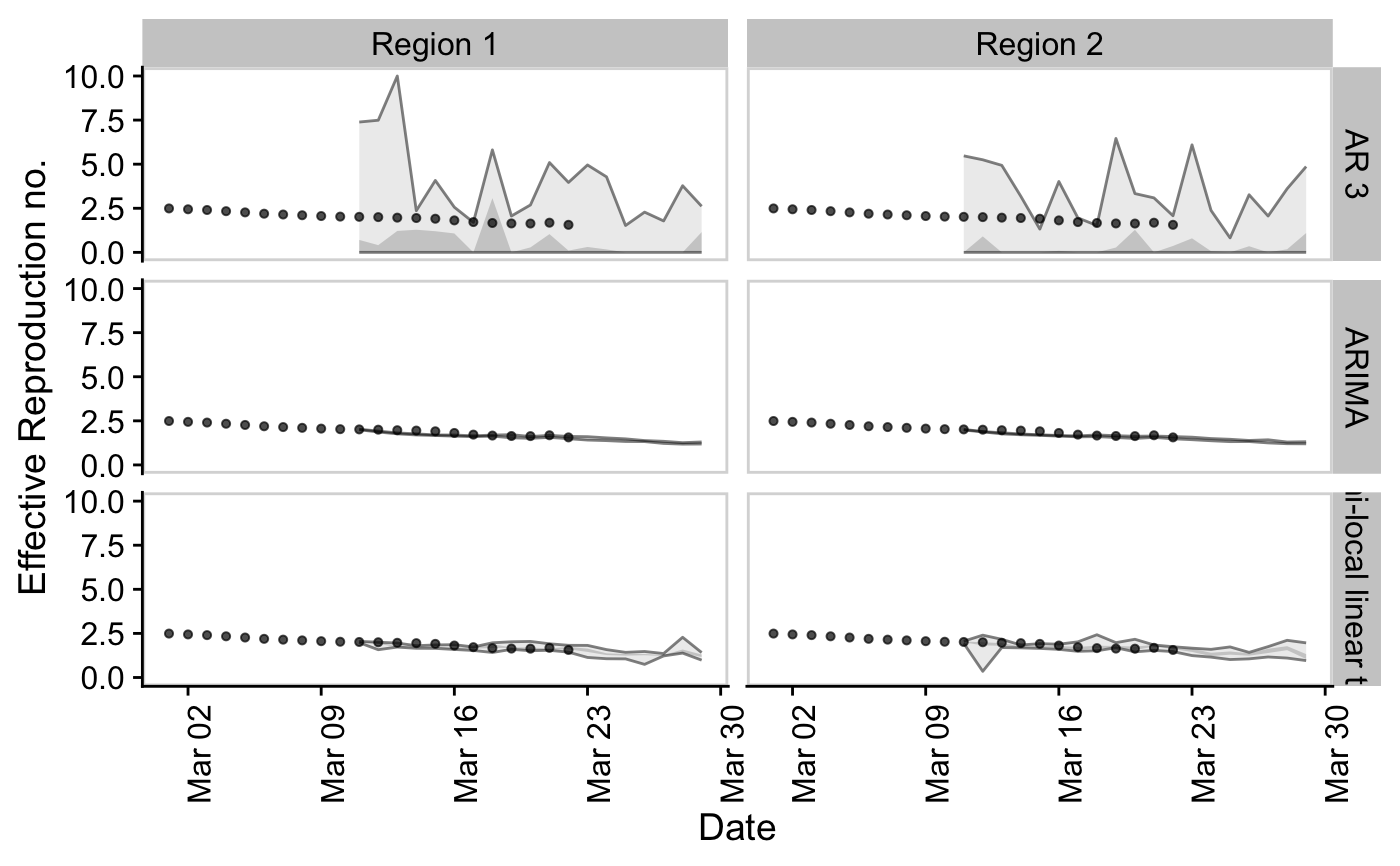 Region 1
Region 2
Effective Reproduction no.
10.0
7.5
5.0
2.5
0.0
AR 3
10.0
7.5
5.0
2.5
0.0
ARIMA
10.0
7.5
5.0
2.5
0.0
i-local linear t
Mar 02
Mar 09
Mar 16
Mar 23
Mar 30
Mar 02
Mar 09
Mar 16
Mar 23
Mar 30
Date